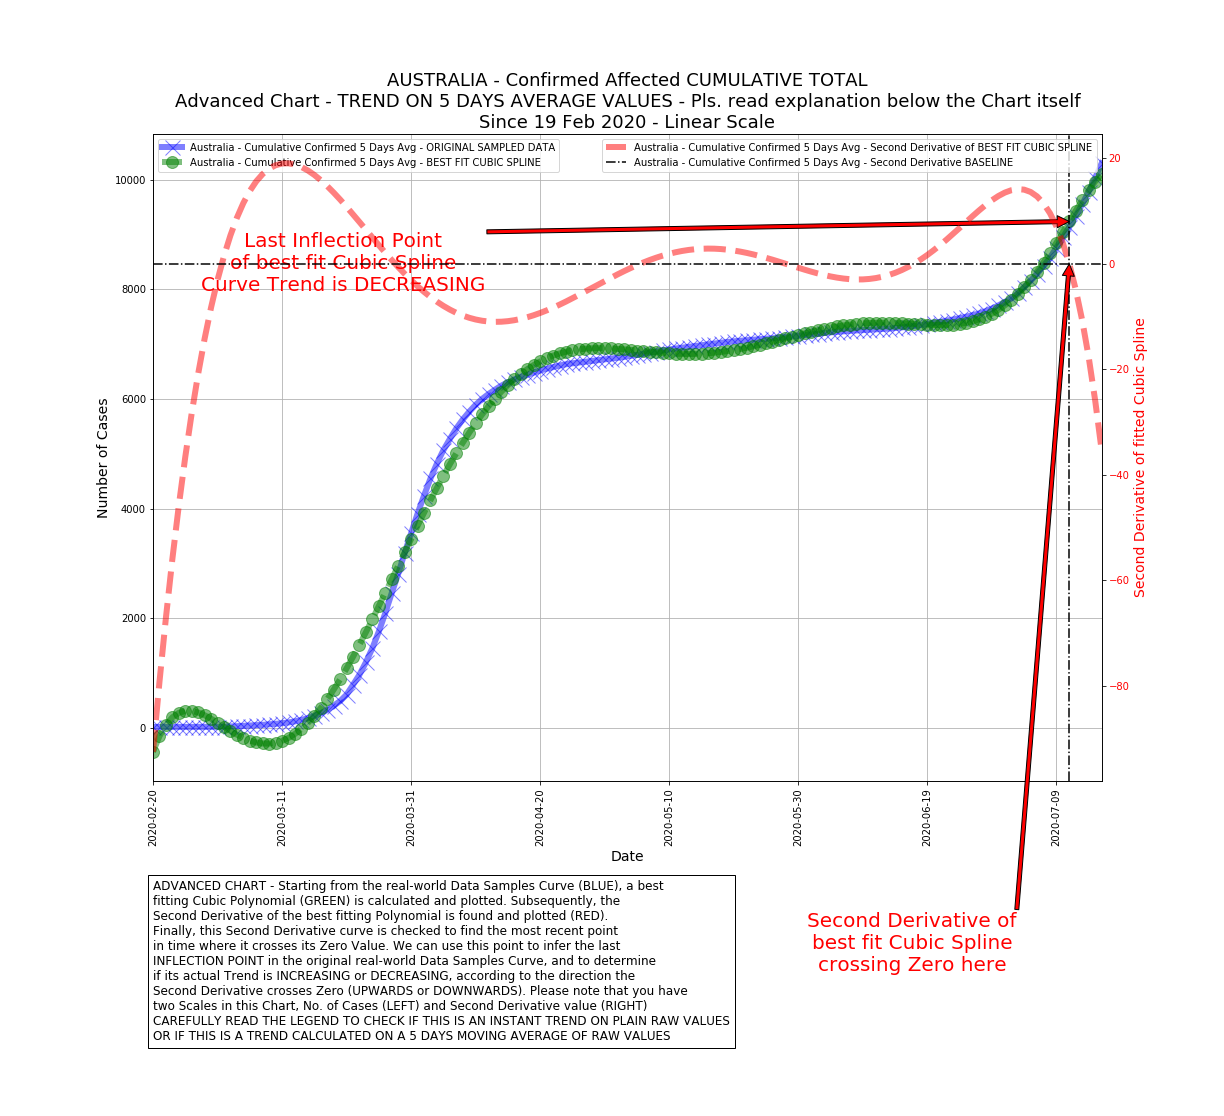 AUSTRALIA - Confirmed Affected CUMULATIVE TOTAL
Advanced Chart - TREND ON 5 DAYS AVERAGE VALUES - Pls. read explanation below the Chart itself
Since 19 Feb 2020 - Linear Scale
Australia - Cumulative Confirmed 5 Days Avg - ORIGINAL SAMPLED DATA
Australia - Cumulative Confirmed 5 Days Avg - BEST FIT CUBIC SPLINE
Australia - Cumulative Confirmed 5 Days Avg - Second Derivative of BEST FIT CUBIC SPLINE
Australia - Cumulative Confirmed 5 Days Avg - Second Derivative BASELINE
Last Inflection Point
of best fit Cubic Spline
Curve Trend is DECREASING
Number of Cases
10000
8000
6000
4000
2000
0
20
0
−20
−40
−60
−80
Second Derivative of fitted Cubic Spline
2020-02-20
2020-03-11
2020-03-31
2020-04-20
2020-05-10
2020-05-30
2020-06-19
2020-07-09
Date
ADVANCED CHART - Starting from the real-world Data Samples Curve (BLUE), a best
fitting Cubic Polynomial (GREEN) is calculated and plotted. Subsequently, the
Second Derivative of the best fitting Polynomial is found and plotted (RED).
Finally, this Second Derivative curve is checked to find the most recent point
in time where it crosses its Zero Value. We can use this point to infer the last
INFLECTION POINT in the original real-world Data Samples Curve, and to determine
if its actual Trend is INCREASING or DECREASING, according to the direction the
Second Derivative crosses Zero (UPWARDS or DOWNWARDS). Please note that you have
two Scales in this Chart, No. of Cases (LEFT) and Second Derivative value (RIGHT)
CAREFULLY READ THE LEGEND TO CHECK IF THIS IS AN INSTANT TREND ON PLAIN RAW VALUES
OR IF THIS IS A TREND CALCULATED ON A 5 DAYS MOVING AVERAGE OF RAW VALUES
Second Derivative of
best fit Cubic Spline
crossing Zero here